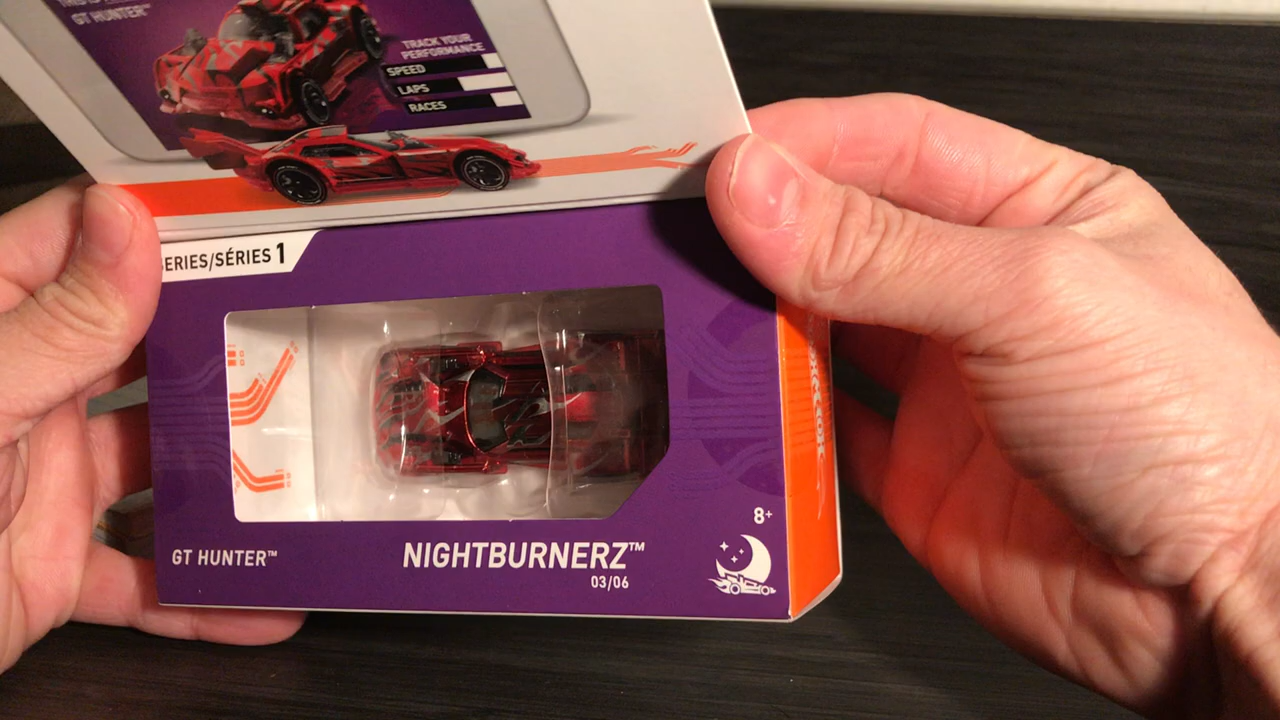 GT HUNTER™
TRACK YOUR
PERFORMANCE
SPEED
LAPS
RACES
SERIES/SÉRIES 1
8+
GT HUNTER™
NIGHTBURNERZ™
03/06